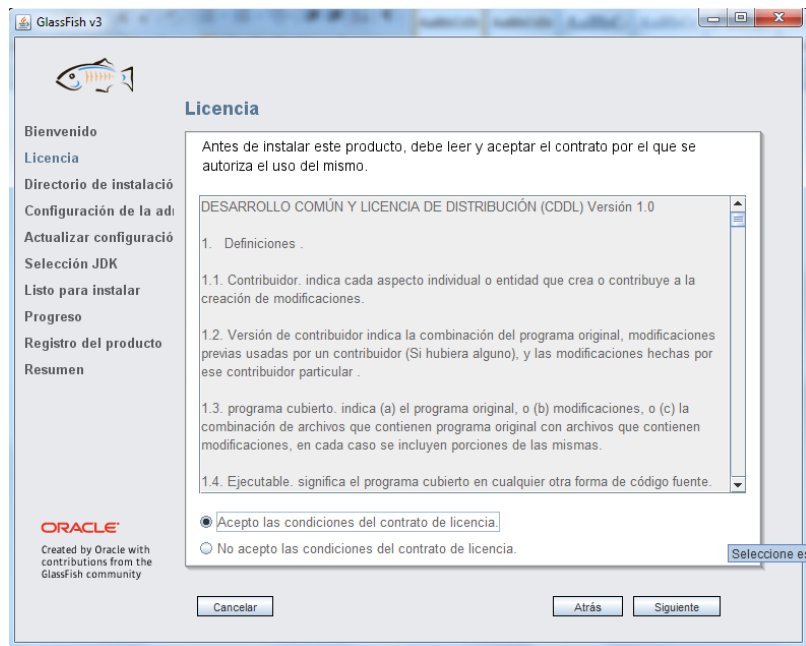 GlassFish v3
Licencia
Bienvenido
Licencia
Directorio de instalació
Configuración de la adı
Actualizar configuració
Selección JDK
Listo para instalar
Progreso
Registro del producto
Resumen
Antes de instalar este producto, debe leer y aceptar el contrato por el que se
autoriza el uso del mismo.
DESARROLLO COMÚN Y LICENCIA DE DISTRIBUCIÓN (CDDL) Versión 1.0
1. Definiciones .
1.1. Contribuidor. indica cada aspecto individual o entidad que crea o contribuye a la
creación de modificaciones.
1.2. Versión de contribuidor indica la combinación del programa original, modificaciones
previas usadas por un contribuidor (Si hubiera alguno), y las modificaciones hechas por
ese contribuidor particular .
1.3. programa cubierto. indica (a) el programa original, o (b) modificaciones, o (c) la
combinación de archivos que contienen programa original con archivos que contienen
modificaciones, en cada caso se incluyen porciones de las mismas.
1.4. Ejecutable. significa el programa cubierto en cualquier otra forma de código fuente.
Acepto las condiciones del contrato de licencia.
No acepto las condiciones del contrato de licencia.
Seleccione es
ORACLE
Created by Oracle with
contributions from the
GlassFish community
Cancelar
Atrás
Siguiente